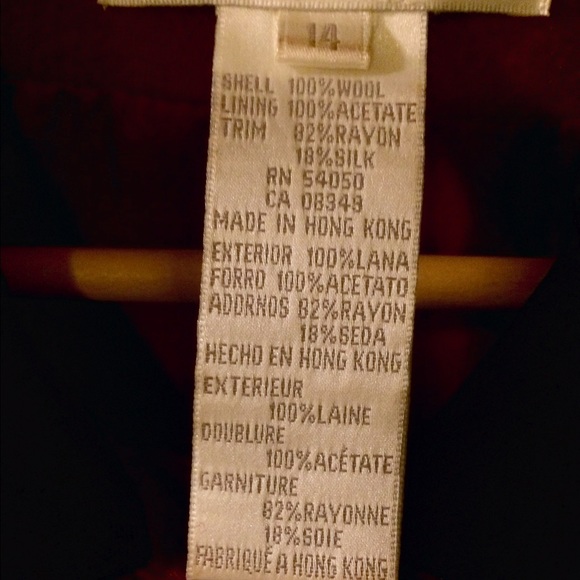 14
SHELL 100%WOOL
LINING 100%ACETATE
TRIM 82%RAYON
18%SILK
RN 54050
CA 08348
MADE IN HONG KONG
EXTERIOR 100%LANA
FORRO 100%ACETATO
ADORNOS 82%RAYON
18%SEDA
HECHO EN HONG KONG
EXTERIEUR
100%LAINE
DOUBLURE
100%ACÉTATE
GARNITURE
82%RAYONNE
18%SOIE
FABRIQUÉ A HONG KONG